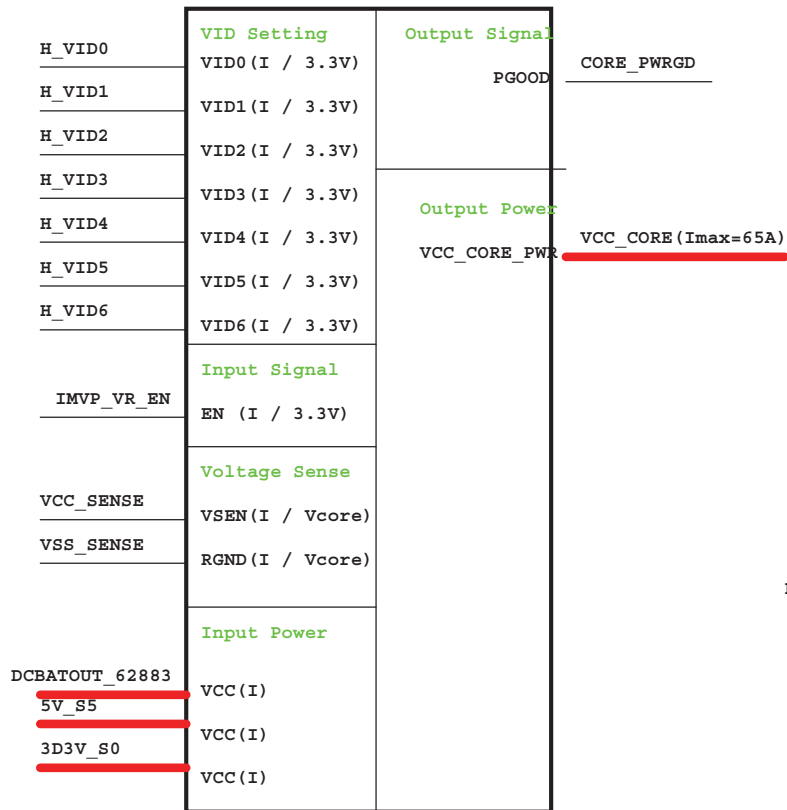 VID Setting
Output Signal
H_VID0
VID0(I / 3.3V)
PGOOD
CORE_PWRGD
H_VID1
VID1(I / 3.3V)
H_VID2
VID2(I / 3.3V)
H_VID3
VID3(I / 3.3V)
Output Power
H_VID4
VID4(I / 3.3V)
VCC_CORE_PWR
VCC_CORE(Imax=65A)
H_VID5
VID5(I / 3.3V)
H_VID6
VID6(I / 3.3V)
Input Signal
IMVP_VR_EN
EN (I / 3.3V)
Voltage Sense
VCC_SENSE
VSEN(I / Vcore)
VSS_SENSE
RGND(I / Vcore)
Input Power
DCBATOUT_62883
VCC(I)
5V_S5
VCC(I)
3D3V_S0
VCC(I)